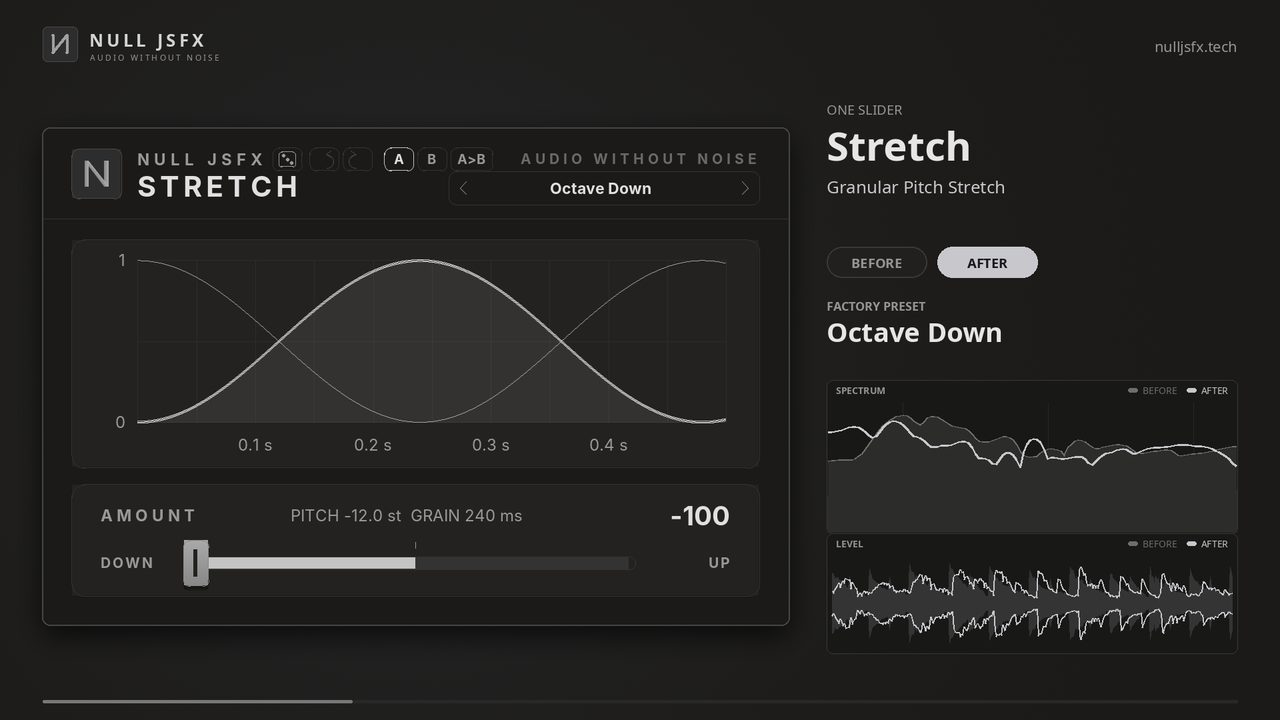 NULL JSFX
AUDIO WITHOUT NOISE
nulljsfx.tech
N
NULL JSFX
A
B
A>B
AUDIO WITHOUT NOISE
STRETCH
Octave Down
1
0
0.1 s
0.2 s
0.3 s
0.4 s
AMOUNT
PITCH -12.0 st GRAIN 240 ms
-100
DOWN
UP
ONE SLIDER
Stretch
Granular Pitch Stretch
BEFORE
AFTER
FACTORY PRESET
Octave Down
SPECTRUM
BEFORE
AFTER
LEVEL
BEFORE
AFTER